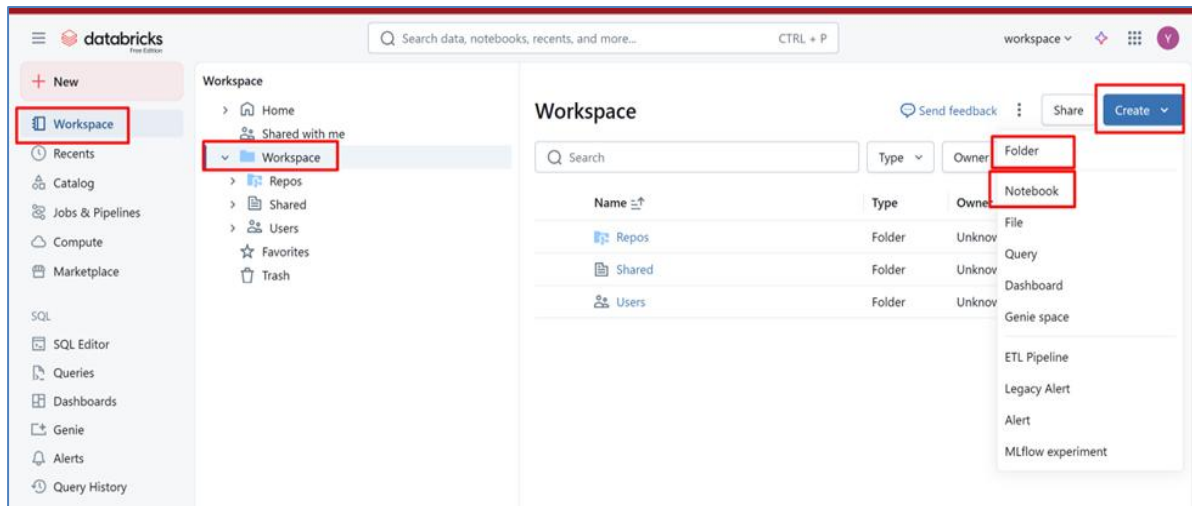 databricks
Free Edition
Search data, notebooks, recents, and more...
CTRL + P
workspace
Y
New
Workspace
Recents
Catalog
Jobs & Pipelines
Compute
Marketplace
SQL
SQL Editor
Queries
Dashboards
Genie
Alerts
Query History
Workspace
Home
Shared with me
Workspace
Repos
Shared
Users
Favorites
Trash
Workspace
Send feedback
Share
Create
Search
Type
Owner
Name
Type
Owne
Repos
Folder
Unknow
Shared
Folder
Unknow
Users
Folder
Unknow
Folder
Notebook
File
Query
Dashboard
Genie space
ETL Pipeline
Legacy Alert
Alert
MLflow experiment